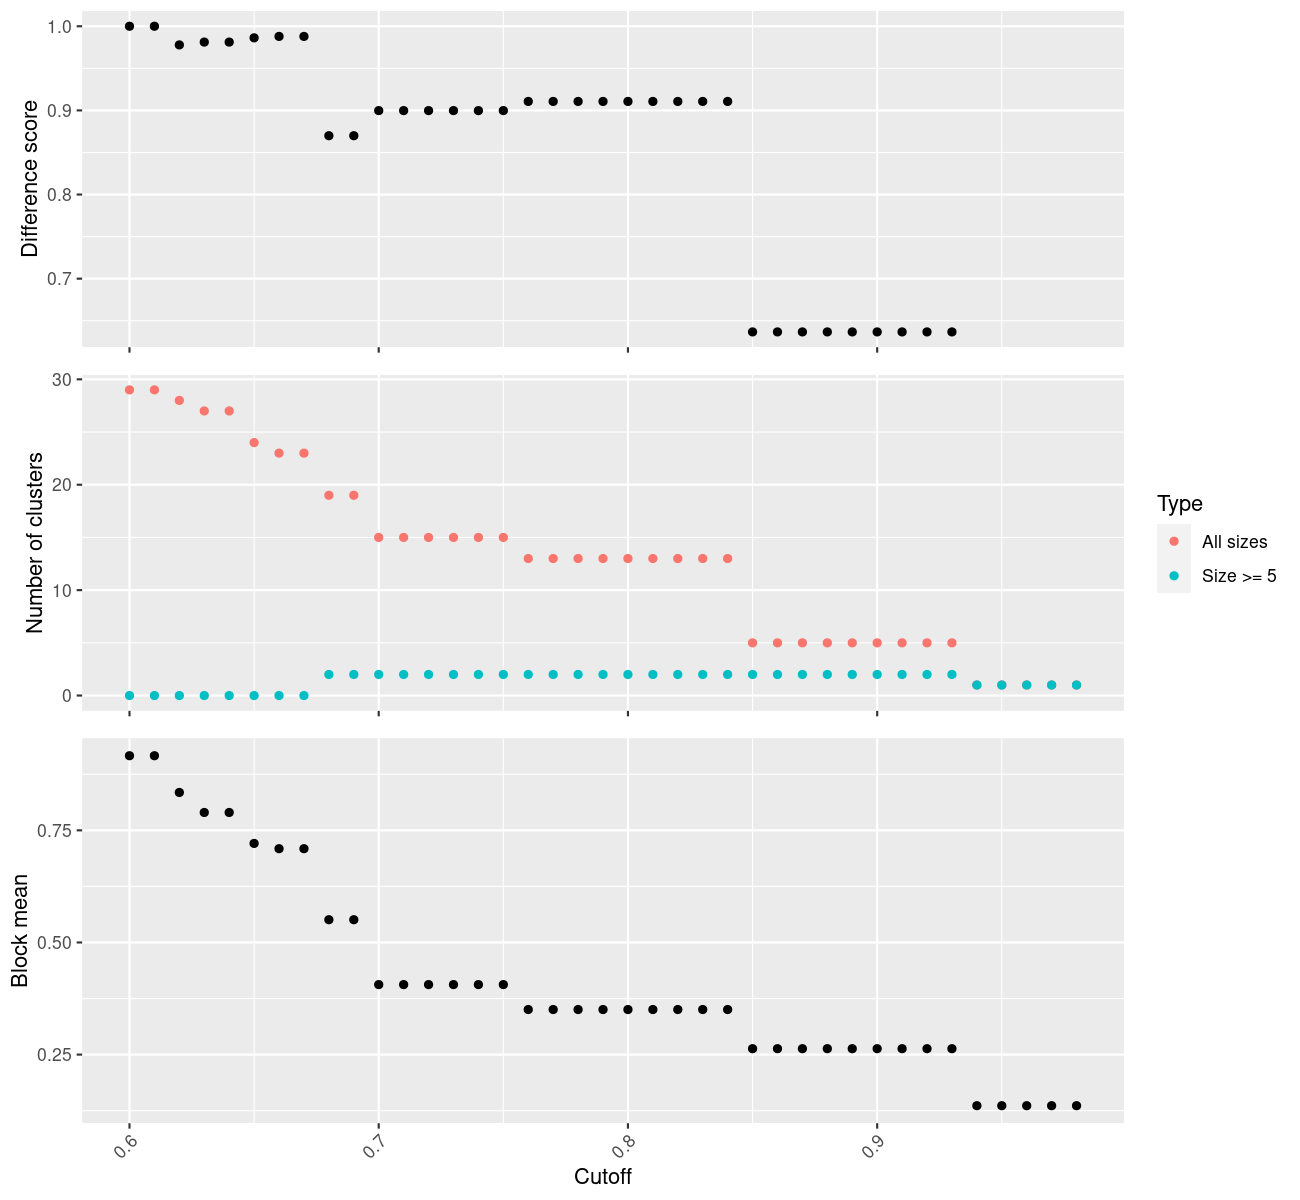 Difference score
1.0
0.9
0.8
0.7
Number of clusters
30
20
10
0
Type
All sizes
Size >= 5
Block mean
0.75
0.50
0.25
0.6
0.7
0.8
0.9
Cutoff